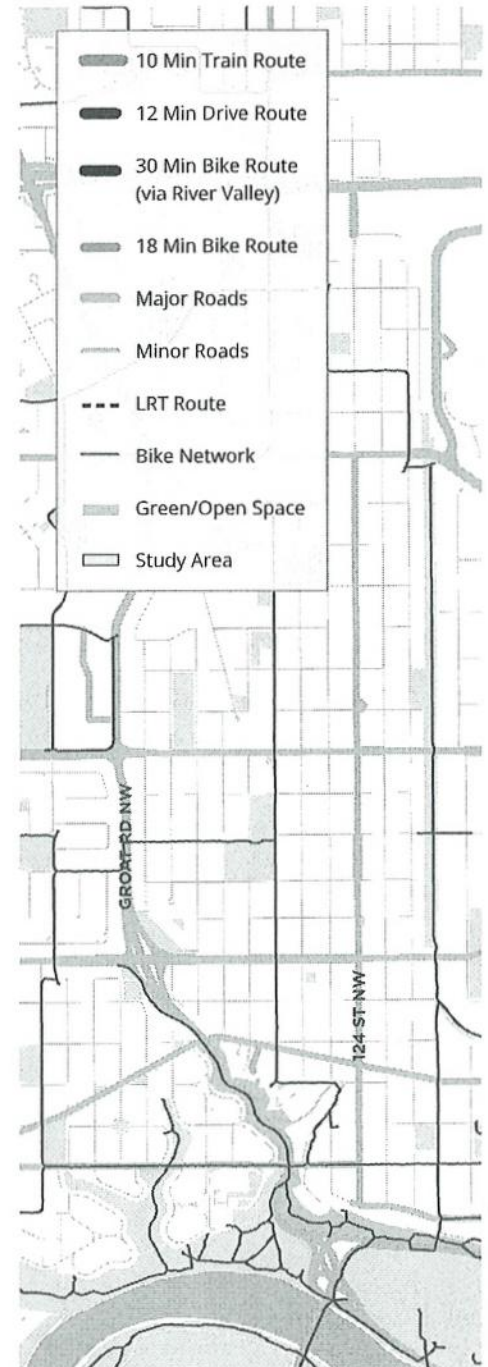 10 Min Train Route
12 Min Drive Route
30 Min Bike Route
(via River Valley)
18 Min Bike Route
Major Roads
Minor Roads
LRT Route
Bike Network
Green/Open Space
Study Area
GROAT RD NW
124 ST NW